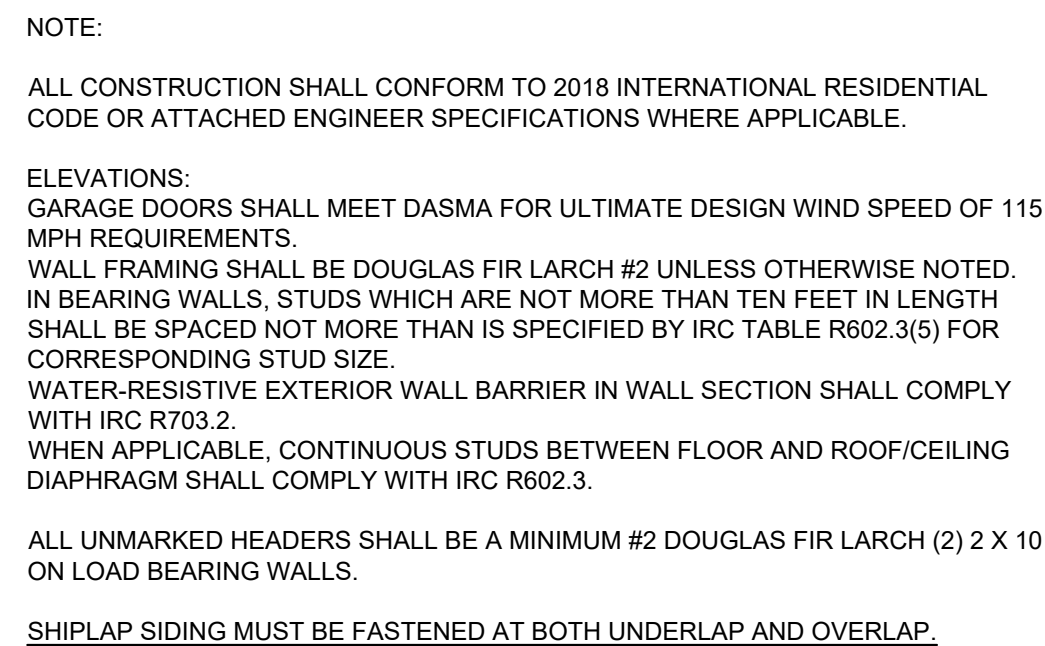 NOTE:
ALL CONSTRUCTION SHALL CONFORM TO 2018 INTERNATIONAL RESIDENTIAL
CODE OR ATTACHED ENGINEER SPECIFICATIONS WHERE APPLICABLE.
ELEVATIONS:
GARAGE DOORS SHALL MEET DASMA FOR ULTIMATE DESIGN WIND SPEED OF 115
MPH REQUIREMENTS.
WALL FRAMING SHALL BE DOUGLAS FIR LARCH #2 UNLESS OTHERWISE NOTED.
IN BEARING WALLS, STUDS WHICH ARE NOT MORE THAN TEN FEET IN LENGTH
SHALL BE SPACED NOT MORE THAN IS SPECIFIED BY IRC TABLE R602.3(5) FOR
CORRESPONDING STUD SIZE.
WATER-RESISTIVE EXTERIOR WALL BARRIER IN WALL SECTION SHALL COMPLY
WITH IRC R703.2.
WHEN APPLICABLE, CONTINUOUS STUDS BETWEEN FLOOR AND ROOF/CEILING
DIAPHRAGM SHALL COMPLY WITH IRC R602.3.
ALL UNMARKED HEADERS SHALL BE A MINIMUM #2 DOUGLAS FIR LARCH (2) 2 X 10
ON LOAD BEARING WALLS.
SHIPLAP SIDING MUST BE FASTENED AT BOTH UNDERLAP AND OVERLAP.